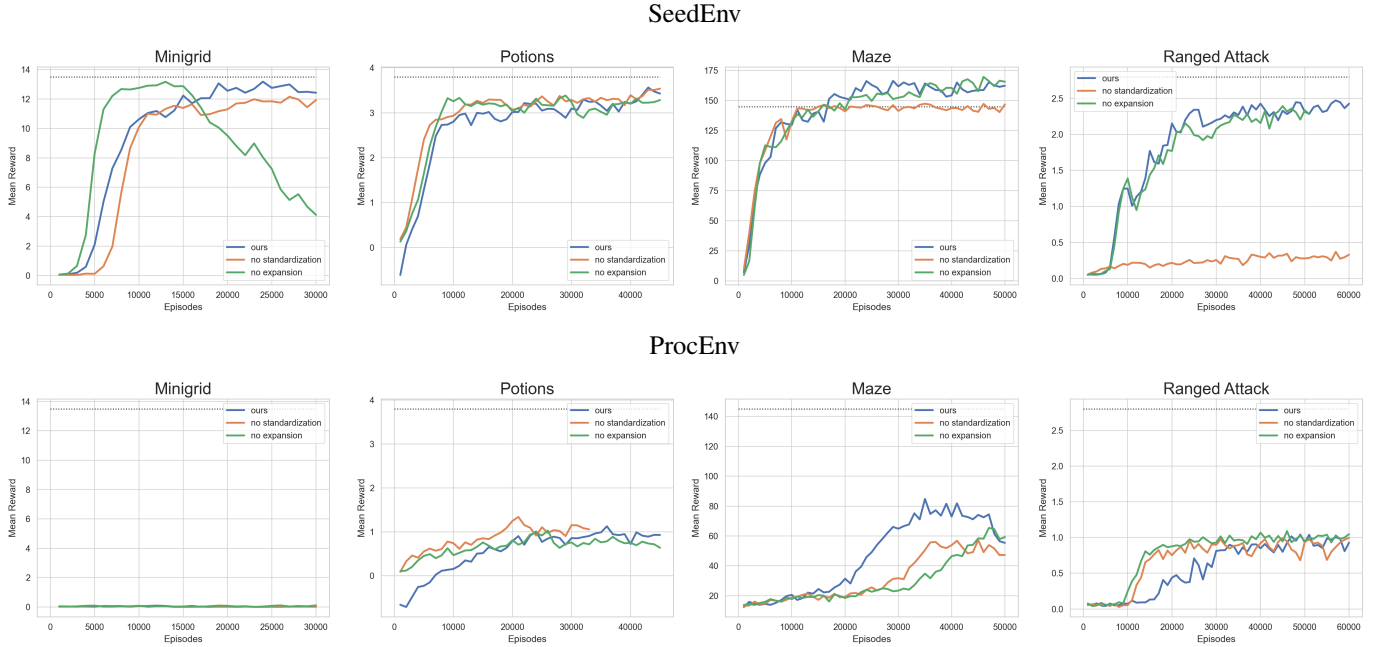 SeedEnv
Minigrid
14
12
10
8
6
4
2
0
Mean Reward
0 5000 10000 15000 20000 25000 30000
Episodes
ours
no standardization
no expansion
Potions
4
3
2
1
0
Mean Reward
0 10000 20000 30000 40000
Episodes
ours
no standardization
no expansion
Maze
175
150
125
100
75
50
25
0
Mean Reward
0 10000 20000 30000 40000 50000
Episodes
ours
no standardization
no expansion
Ranged Attack
2.5
2.0
1.5
1.0
0.5
0.0
Mean Reward
0 10000 20000 30000 40000 50000 60000
Episodes
ours
no standardization
no expansion
ProcEnv
Minigrid
14
12
10
8
6
4
2
0
Mean Reward
0 5000 10000 15000 20000 25000 30000
Episodes
ours
no standardization
no expansion
Potions
4
3
2
1
0
Mean Reward
0 10000 20000 30000 40000
Episodes
ours
no standardization
no expansion
Maze
140
120
100
80
60
40
20
Mean Reward
0 10000 20000 30000 40000 50000
Episodes
ours
no standardization
no expansion
Ranged Attack
2.5
2.0
1.5
1.0
0.5
0.0
Mean Reward
0 10000 20000 30000 40000 50000 60000
Episodes
ours
no standardization
no expansion